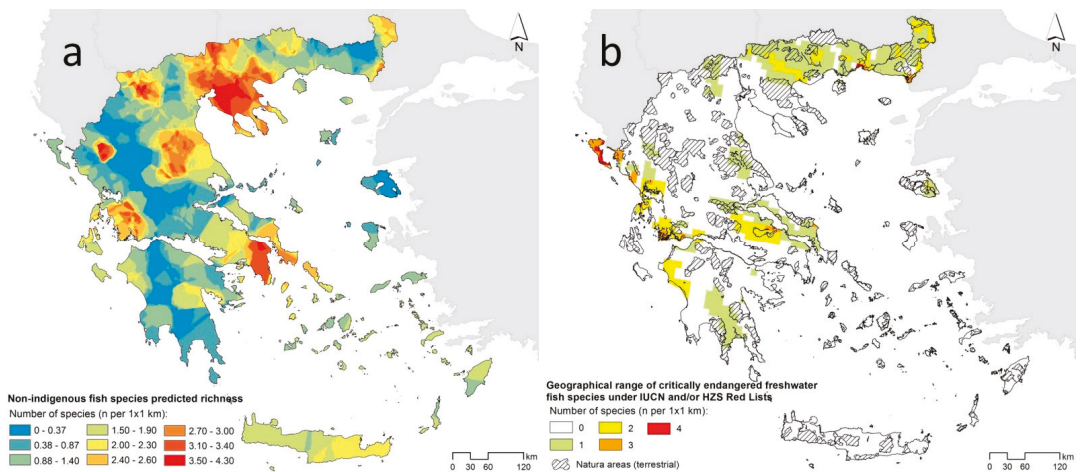 a
N
Non-indigenous fish species predicted richness
Number of species (n per 1x1 km):
0 - 0.37
1.50 - 1.90
2.70 - 3.00
0.38 - 0.87
2.00 - 2.30
3.10 - 3.40
0.88 - 1.40
2.40 - 2.60
3.50 - 4.30
0 30 60 120
km
b
N
Geographical range of critically endangered freshwater
fish species under IUCN and/or HZS Red Lists
Number of species (n per 1x1 km):
0
2
4
1
3
Natura areas (terrestrial)
0 30 60 120
km